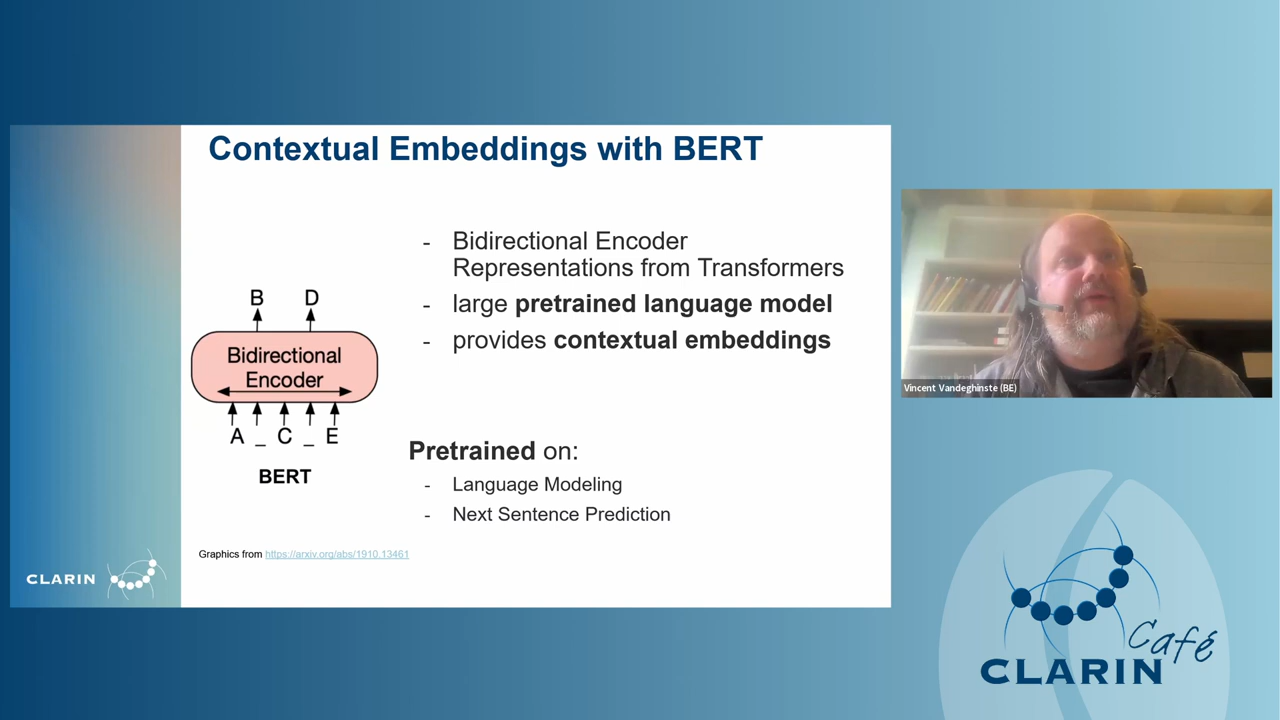 Contextual Embeddings with BERT
- Bidirectional Encoder
Representations from Transformers
- large pretrained language model
- provides contextual embeddings
B D
Bidirectional
Encoder
A _ C _ E
BERT
Pretrained on:
- Language Modeling
- Next Sentence Prediction
Graphics from https://arxiv.org/abs/1910.13461
CLARIN
Vincent Vandeghinste (BE)
Café
CLARIN